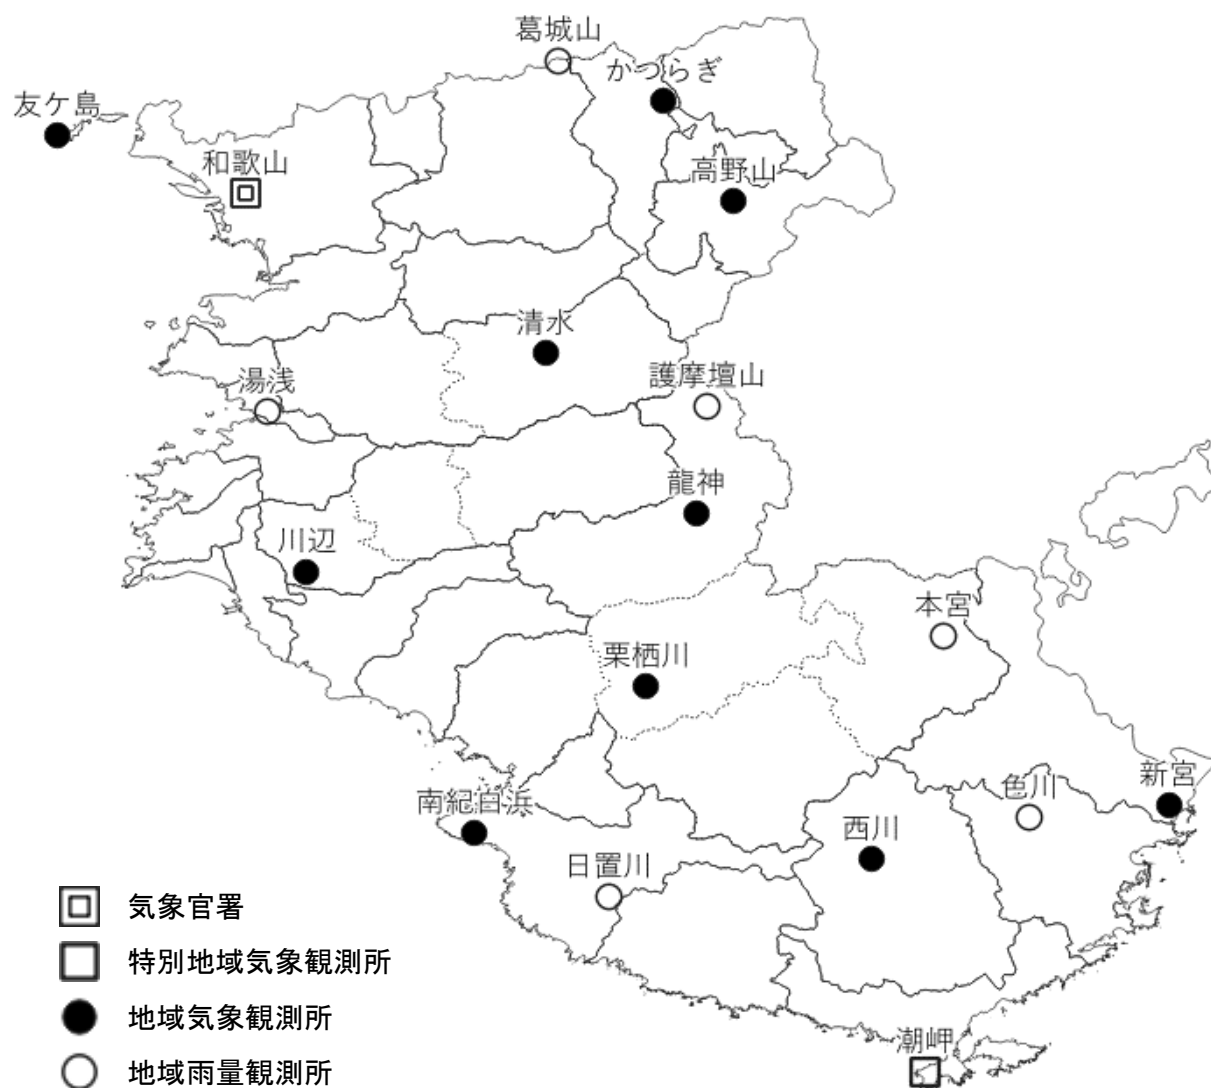 葛城山
かつらぎ
友ケ島
和歌山
高野山
清水
湯浅
護摩壇山
龍神
川辺
本宮
栗栖川
新宮
色川
南紀白浜
西川
日置川
気象官署
特別地域気象観測所
地域気象観測所
潮岬
地域雨量観測所